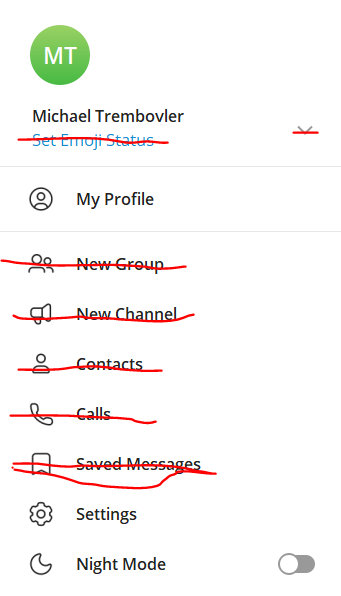 MT
Michael Trembovler
Set Emoji Status
My Profile
New Group
New Channel
Contacts
Calls
Saved Messages
Settings
Night Mode